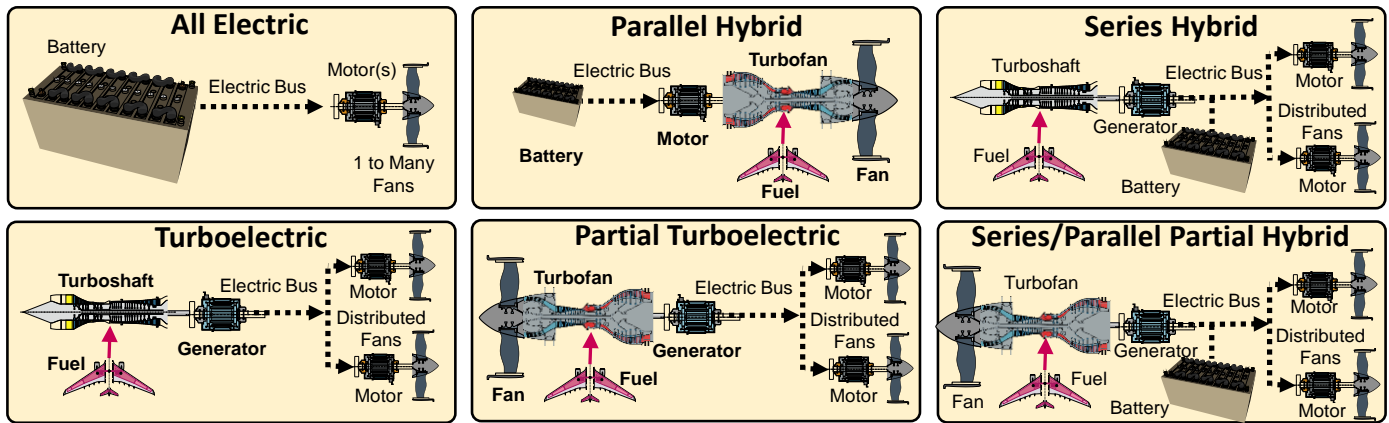 All Electric
Battery
Electric Bus
Motor(s)
1 to Many
Fans
Parallel Hybrid
Turbofan
Electric Bus
Battery
Motor
Fuel
Fan
Series Hybrid
Turboshaft
Electric Bus
Motor
Generator
Distributed
Fans
Fuel
Battery
Motor
Turboelectric
Turboshaft
Electric Bus
Motor
Distributed
Fans
Generator
Fuel
Motor
Partial Turboelectric
Turbofan
Electric Bus
Motor
Distributed
Fans
Generator
Fuel
Fan
Motor
Series/Parallel Partial Hybrid
Turbofan
Electric Bus
Motor
Generator
Distributed
Fans
Fuel
Fan
Battery
Motor